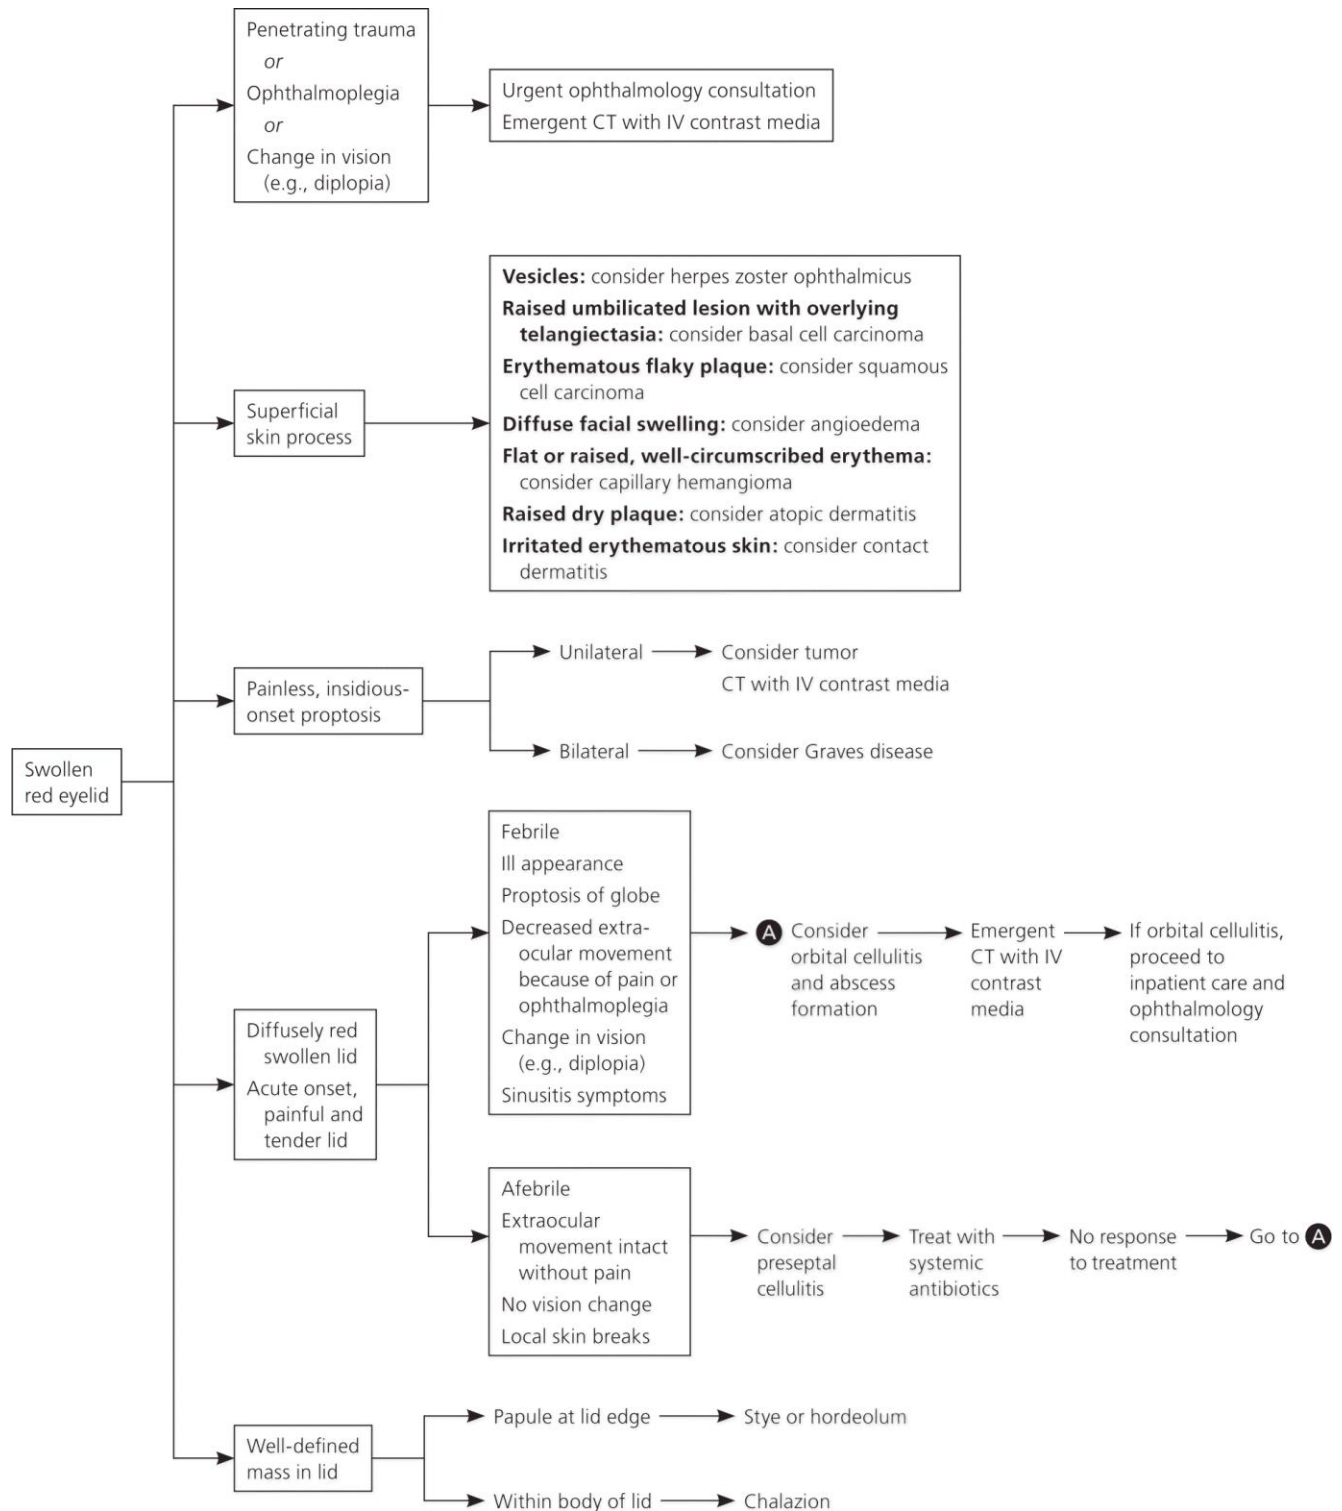 Penetrating trauma
or
Ophthalmoplegia
or
Change in vision
(e.g., diplopia)
Urgent ophthalmology consultation
Emergent CT with IV contrast media
Superficial
skin process
Vesicles: consider herpes zoster ophthalmicus
Raised umbilicated lesion with overlying
telangiectasia: consider basal cell carcinoma
Erythematous flaky plaque: consider squamous
cell carcinoma
Diffuse facial swelling: consider angioedema
Flat or raised, well-circumscribed erythema:
consider capillary hemangioma
Raised dry plaque: consider atopic dermatitis
Irritated erythematous skin: consider contact
dermatitis
Painless, insidious-
onset proptosis
Unilateral
Consider tumor
CT with IV contrast media
Bilateral
Consider Graves disease
Swollen
red eyelid
Diffusely red
swollen lid
Acute onset,
painful and
tender lid
Febrile
Ill appearance
Proptosis of globe
Decreased extra-
ocular movement
because of pain or
ophthalmoplegia
Change in vision
(e.g., diplopia)
Sinusitis symptoms
A Consider
orbital cellulitis
and abscess
formation
Emergent
CT with IV
contrast
media
If orbital cellulitis,
proceed to
inpatient care and
ophthalmology
consultation
Afebrile
Extraocular
movement intact
without pain
No vision change
Local skin breaks
Consider
preseptal
cellulitis
Treat with
systemic
antibiotics
No response
to treatment
Go to A
Well-defined
mass in lid
Papule at lid edge
Stye or hordeolum
Within body of lid
Chalazion